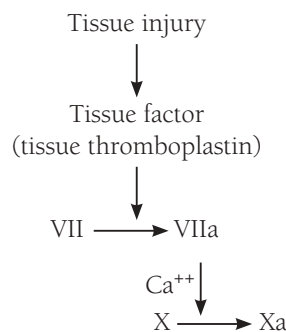 Tissue injury
Tissue factor
(tissue thromboplastin)
VII VIIa
Ca⁺⁺
X Xa